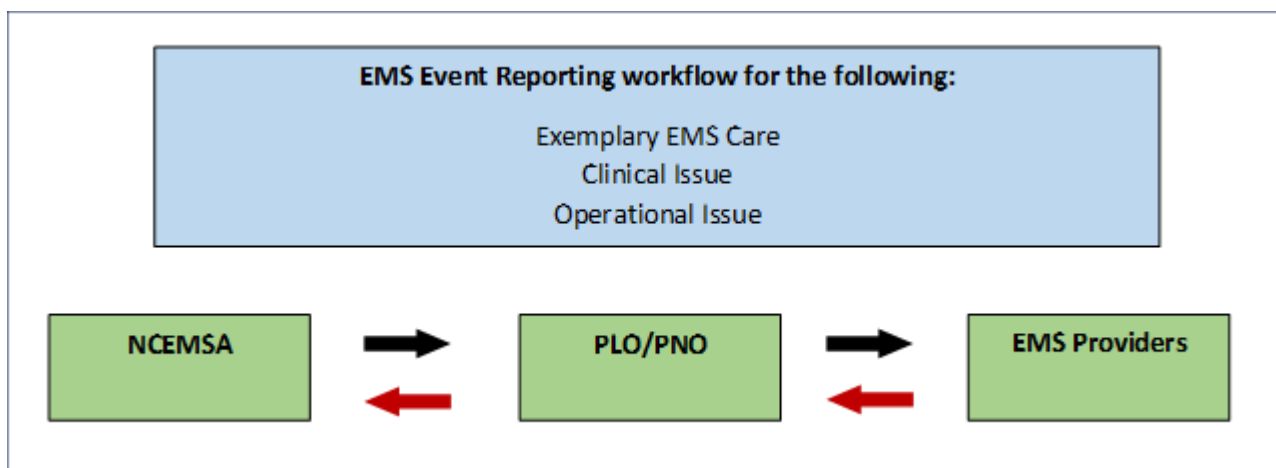 EMS Event Reporting workflow for the following:
Exemplary EMS Care
Clinical Issue
Operational Issue
NCEMSA
PLO/PNO
EMS Providers